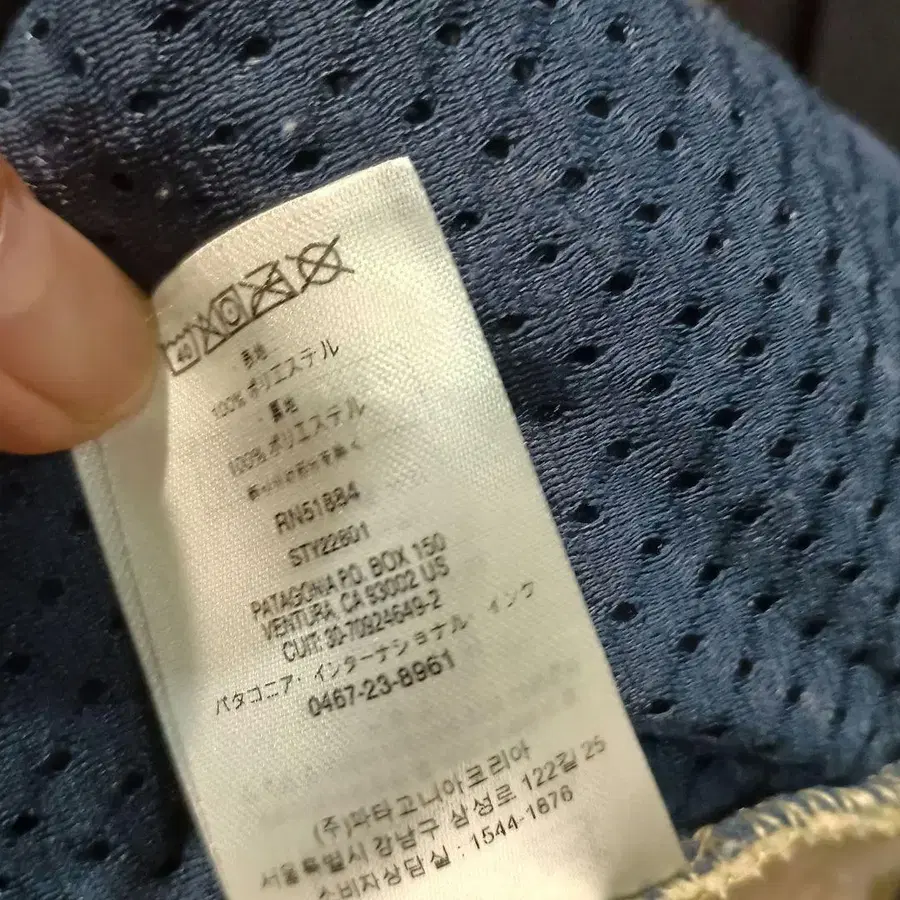 40
表地
100% ポリエステル
裏地
100% ポリエステル
RN51884
STY22801
PATAGONIA P.O. BOX 150
VENTURA, CA 93002 US
CUIT: 30-70924649-2
パタゴニア・インターナショナル インク
0467-23-8961
(주)파타고니아코리아
서울특별시 강남구 삼성로 122길 25
소비자상담실 : 1544-1876